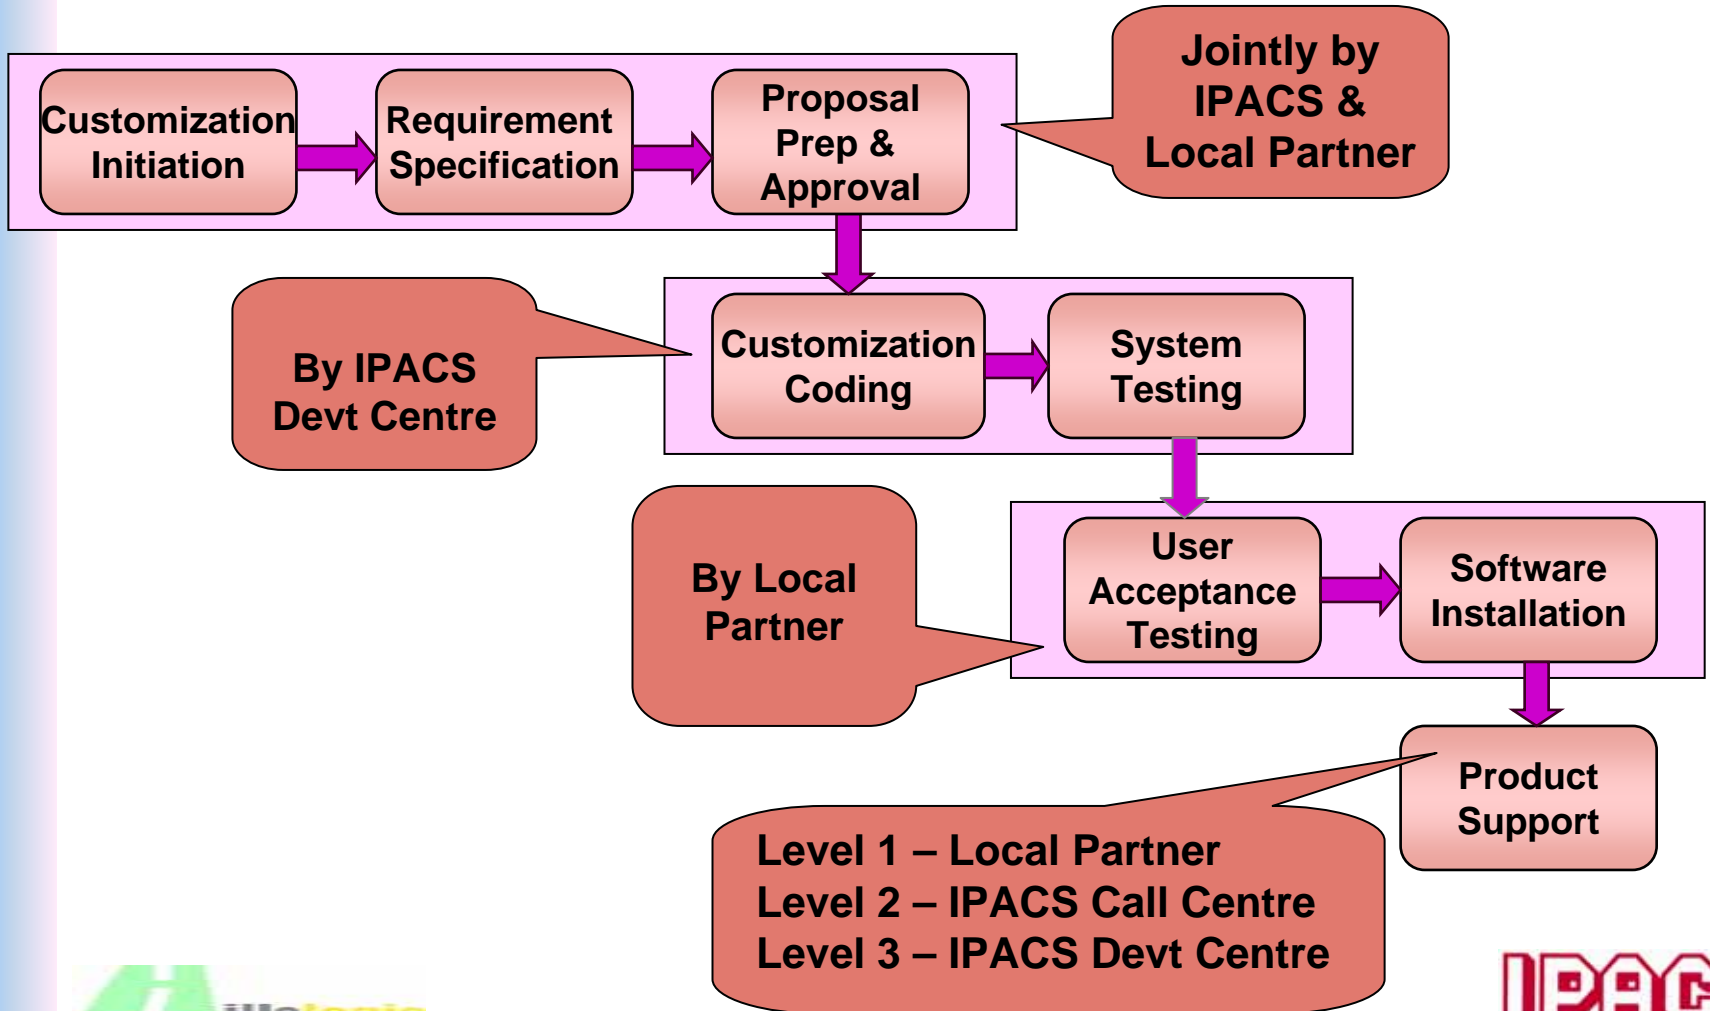 Jointly by
IPACS &
Local Partner
Customization
Initiation
Requirement
Specification
Proposal
Prep &
Approval
By IPACS
Devt Centre
Customization
Coding
System
Testing
By Local
Partner
User
Acceptance
Testing
Software
Installation
Product
Support
Level 1 – Local Partner
Level 2 – IPACS Call Centre
Level 3 – IPACS Devt Centre